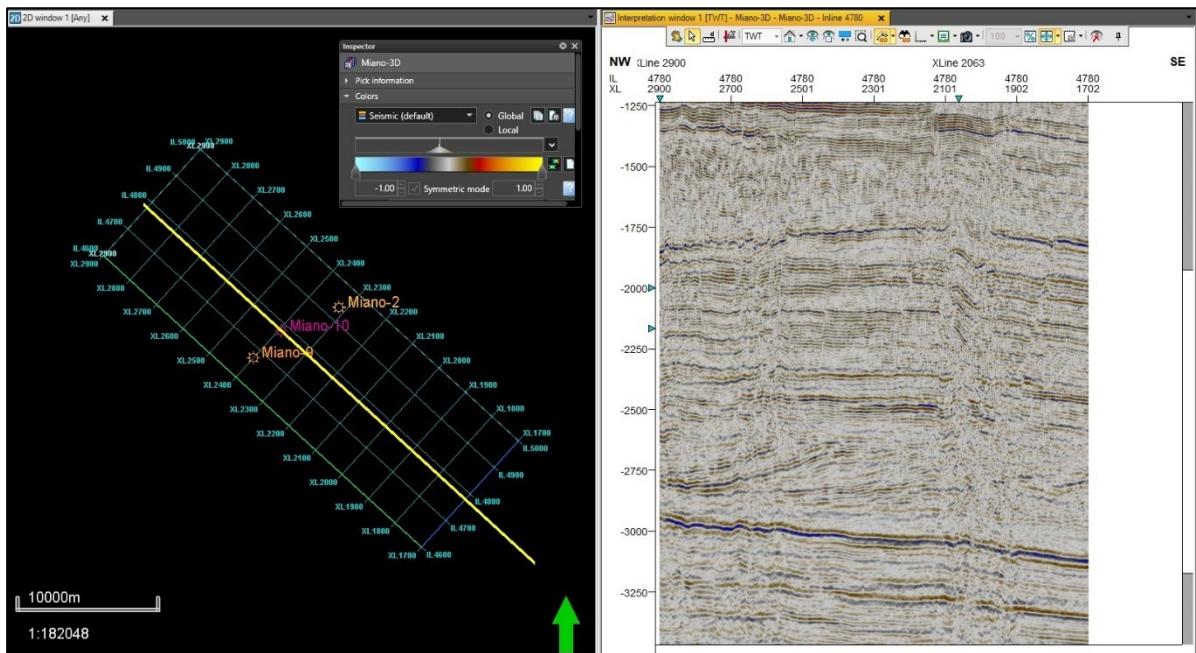 2D window 1 [Any]
Inspector
Miano-3D
Pick information
Colors
Seismic (default)
Global
Local
-1.00
Symmetric mode
1.00
IL5000
XL2900
XL2900
IL4900
XL2800
IL4800
XL2700
IL4700
XL2600
IL4600
XL2900
XL2900
XL2500
XL2800
XL2400
XL2700
XL2300
Miano-2
XL2600
XL2200
Miano-10
XL2500
XL2100
Miano-9
XL2400
XL2000
XL2300
XL1900
XL2200
XL1800
XL2100
XL1700
IL5000
XL2000
IL4900
XL1900
IL4800
XL1800
IL4700
XL1700
IL4600
10000m
1:182048
Interpretation window 1 [TWT] - Miano-3D - Miano-3D - Inline 4780
TWT
100
NW
XLine 2900
XLine 2063
SE
IL 4780 4780 4780 4780 4780 4780 4780
XL 2900 2700 2501 2301 2101 1902 1702
-1250
-1500
-1750
-2000
-2250
-2500
-2750
-3000
-3250